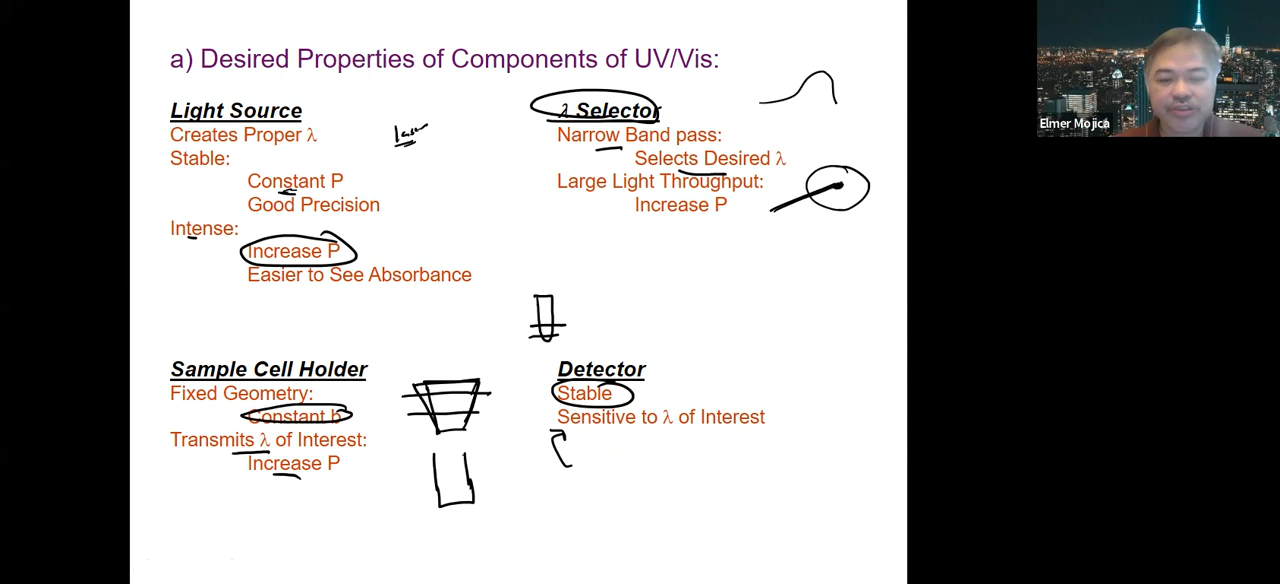 a) Desired Properties of Components of UV/Vis:
Light Source
Creates Proper λ
Stable:
Constant P
Good Precision
Intense:
Increase P
Easier to See Absorbance
laser
λ Selector
Narrow Band pass:
Selects Desired λ
Large Light Throughput:
Increase P
Sample Cell Holder
Fixed Geometry:
Constant b
Transmits λ of Interest:
Increase P
Detector
Stable
Sensitive to λ of Interest
Elmer Mojica